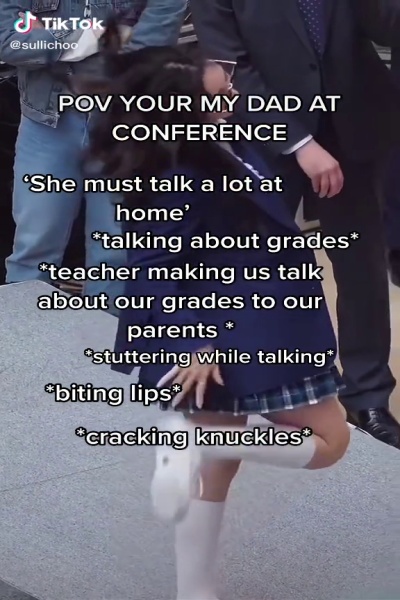 TikTok
@sullichoo
POV YOUR MY DAD AT
CONFERENCE
‘She must talk a lot at
home’
*talking about grades*
*teacher making us talk
about our grades to our
parents *
*stuttering while talking*
*biting lips*
*cracking knuckles*